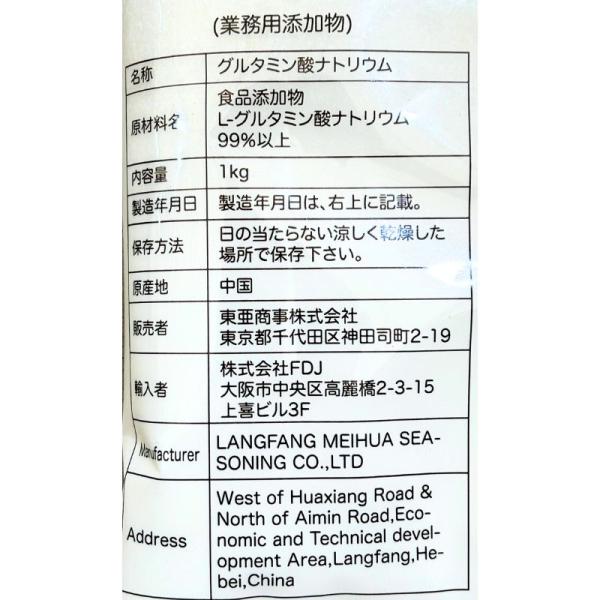 (業務用添加物)
名称 グルタミン酸ナトリウム
食品添加物
原材料名 L-グルタミン酸ナトリウム
99%以上
内容量 1kg
製造年月日 製造年月日は、右上に記載。
保存方法 日の当たらない涼しく乾燥した
場所で保存下さい。
原産地 中国
販売者 東亜商事株式会社
東京都千代田区神田司町2-19
株式会社FDJ
輸入者 大阪市中央区高麗橋2-3-15
上喜ビル3F
Manufacturer LANGFANG MEIHUA SEA-
SONING CO.,LTD
West of Huaxiang Road &
North of Aimin Road,Eco-
Address nomic and Technical devel-
opment Area,Langfang,He-
bei,China